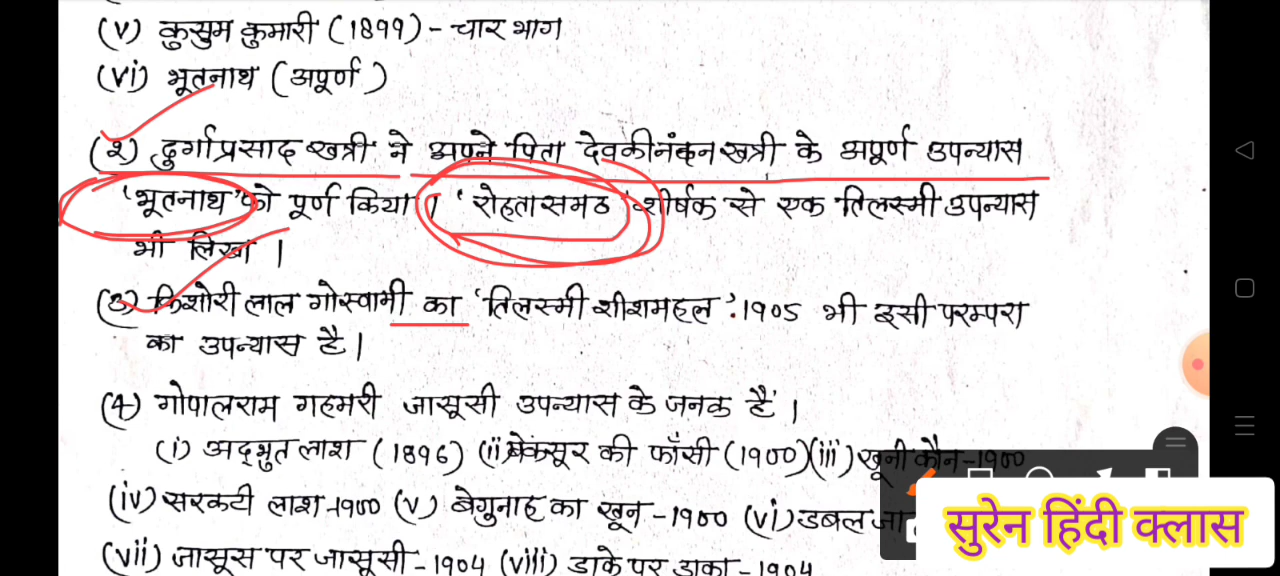 (v) कुसुम कुमारी (1899) - चार भाग
(vi) भूतनाथ (अपूर्ण)
(2) दुर्गाप्रसाद खत्री ने अपने पिता देवकीनंदन खत्री के अपूर्ण उपन्यास
'भूतनाथ' को पूर्ण किया। 'रोहतासमठ' शीर्षक से एक तिलस्मी उपन्यास
भी लिखा।
(3) किशोरी लाल गोस्वामी का 'तिलस्मी शीशमहल':1905 भी इसी परम्परा
का उपन्यास है।
(4) गोपालराम गहमरी जासूसी उपन्यास के जनक हैं।
(i) अद्‌भुत लाश (1896) (ii) बेकसूर की फाँसी (1900) (iii) खूनी कौन-1900
(iv) सरकटी लाश-1900 (v) बेगुनाह का खून-1900 (vi) डबल
(vii) जासूस पर जासूसी-1904 (viii) डाके पर डाका-1904
सुरेन हिंदी क्लास